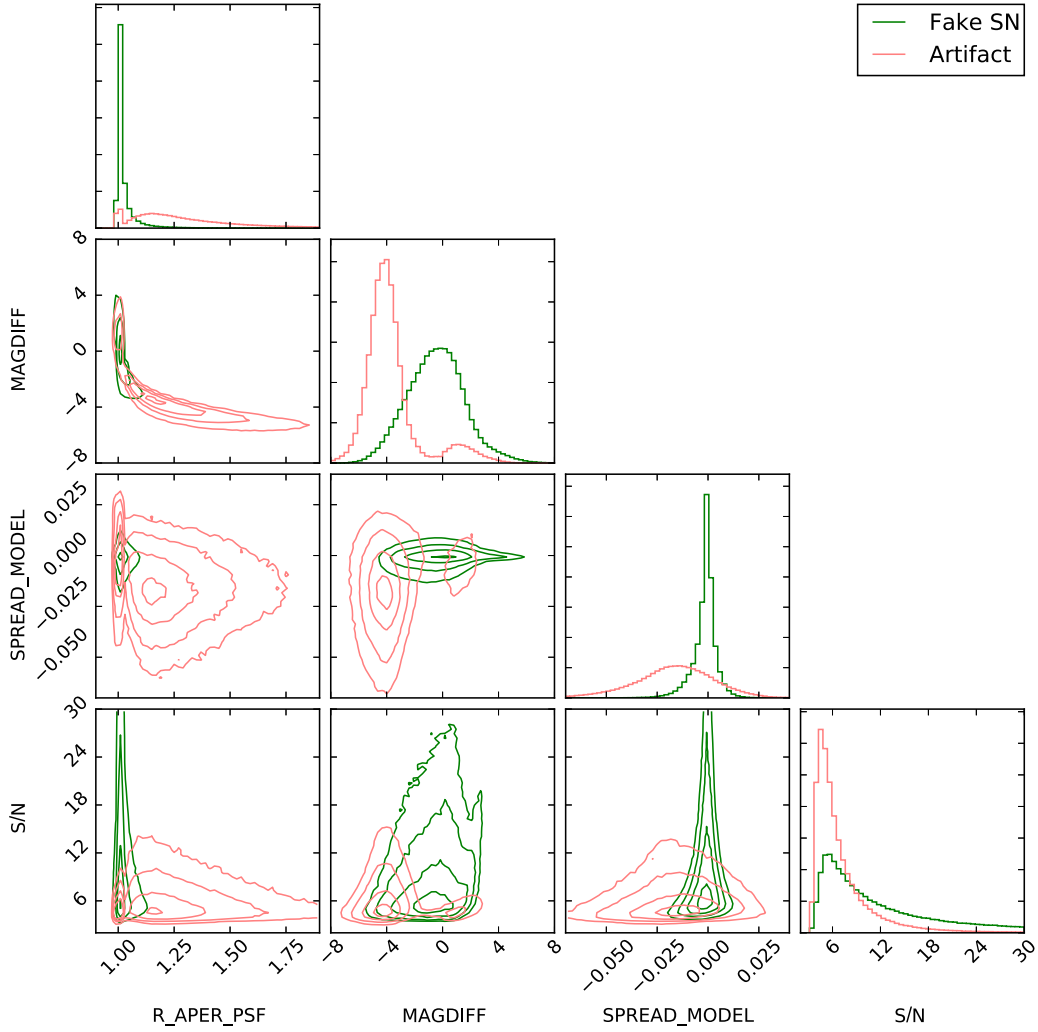 Fake SN
Artifact
MAGDIFF
8
4
0
−4
−8
SPREAD_MODEL
0.025
0.000
−0.025
−0.050
S/N
30
24
18
12
6
1.00 1.25 1.50 1.75
−8 −4 0 4 8
−0.050 −0.025 0.000 0.025
6 12 18 24 30
R_APER_PSF MAGDIFF SPREAD_MODEL S/N